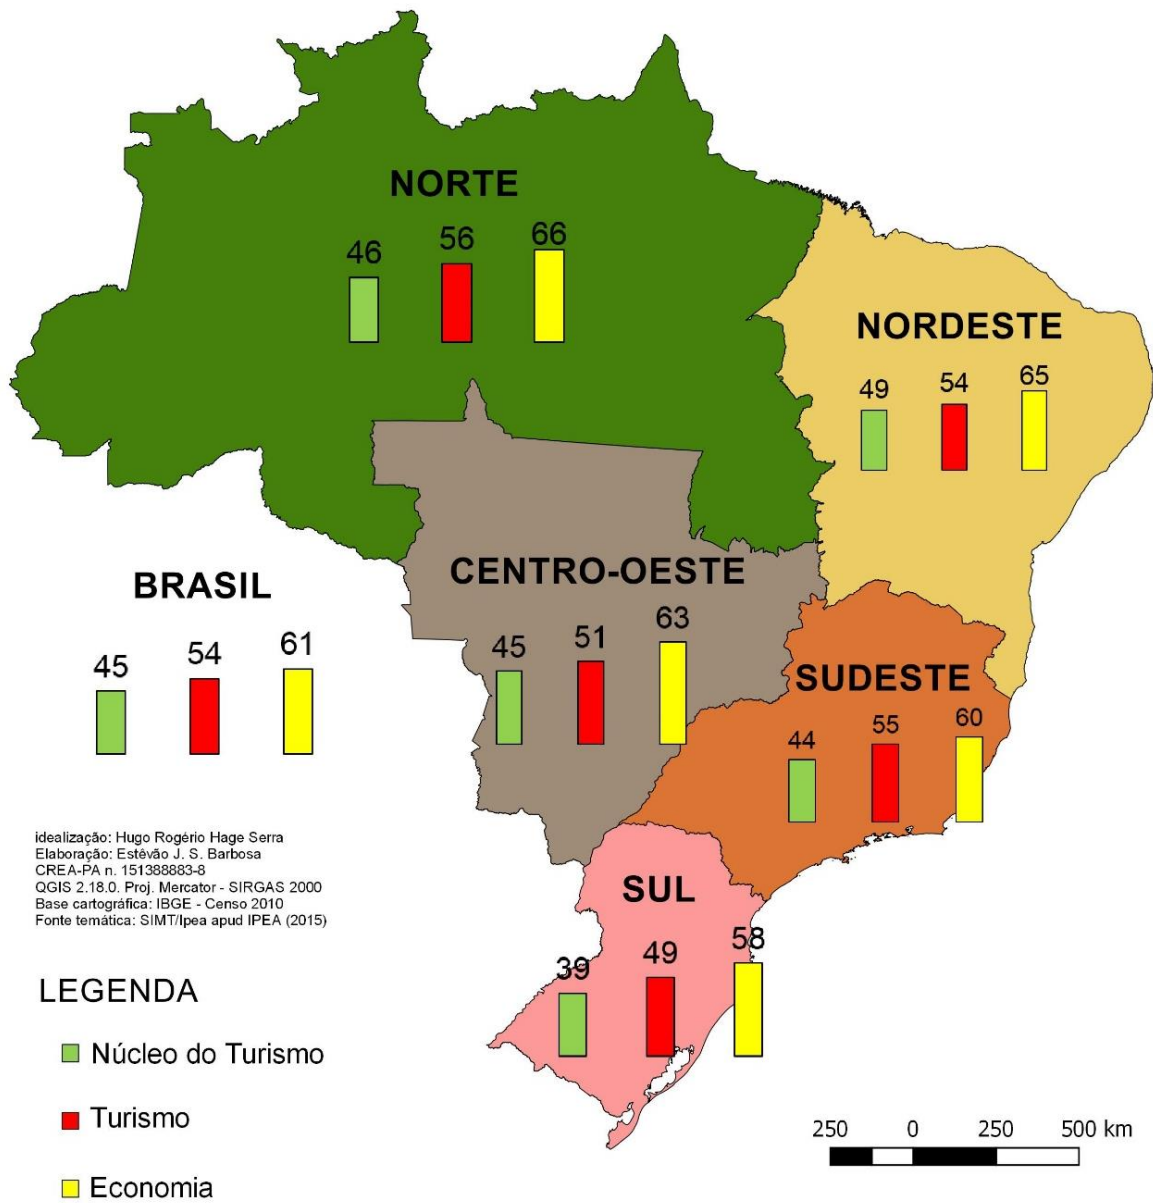 NORTE
46 56 66
NORDESTE
49 54 65
CENTRO-OESTE
45 51 63
BRASIL
45 54 61
SUDESTE
44 55 60
idealização: Hugo Rogério Hage Serra
Elaboração: Estêvão J. S. Barbosa
CREA-PA n. 151388883-8
QGIS 2.18.0. Proj. Mercator - SIRGAS 2000
Base cartográfica: IBGE - Censo 2010
Fonte temática: SIMT/Ipea apud IPEA (2015)
SUL
39 49 58
LEGENDA
Núcleo do Turismo
Turismo
Economia
250 0 250 500 km